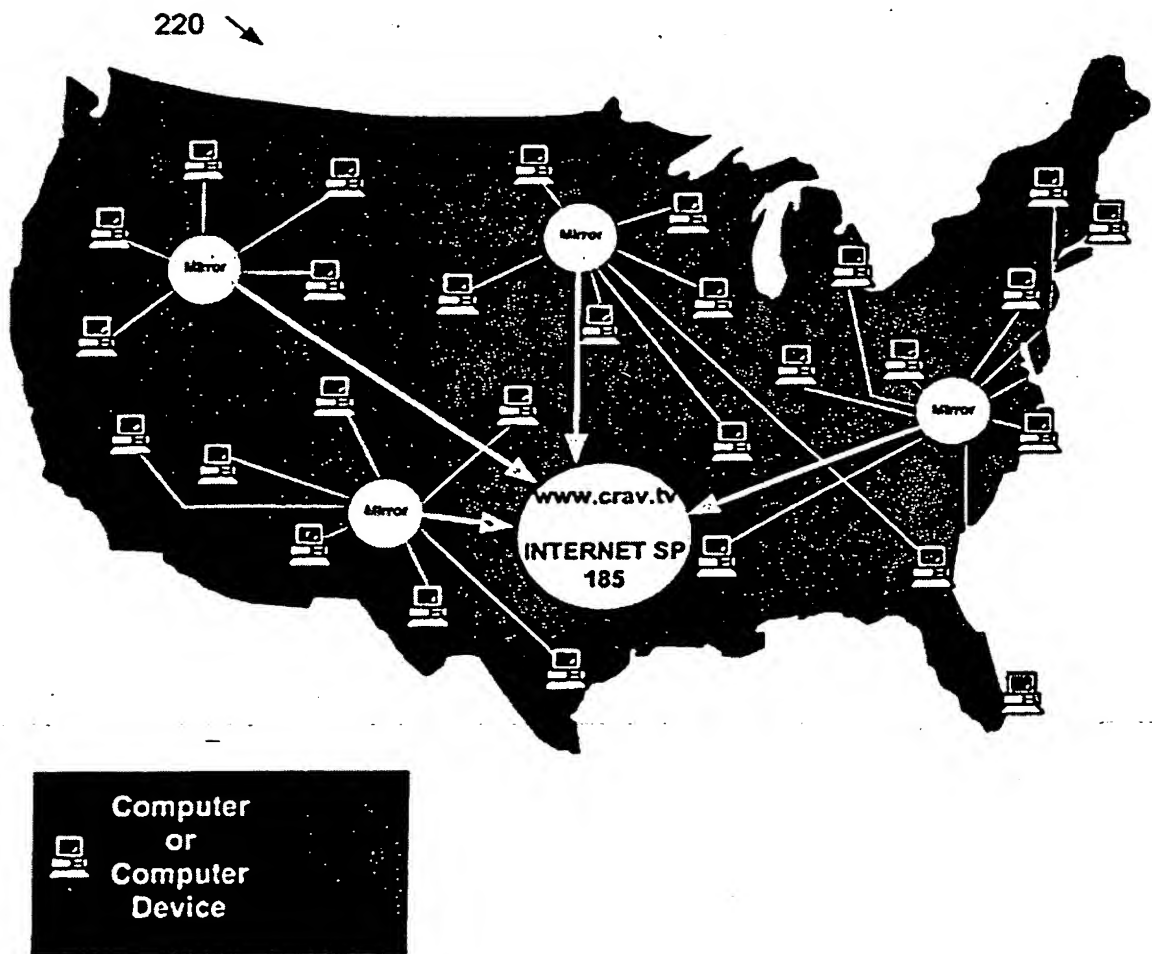 220
Mirror
Mirror
Mirror
Mirror
www.crav.tv
INTERNET SP
185
Computer
or
Computer
Device